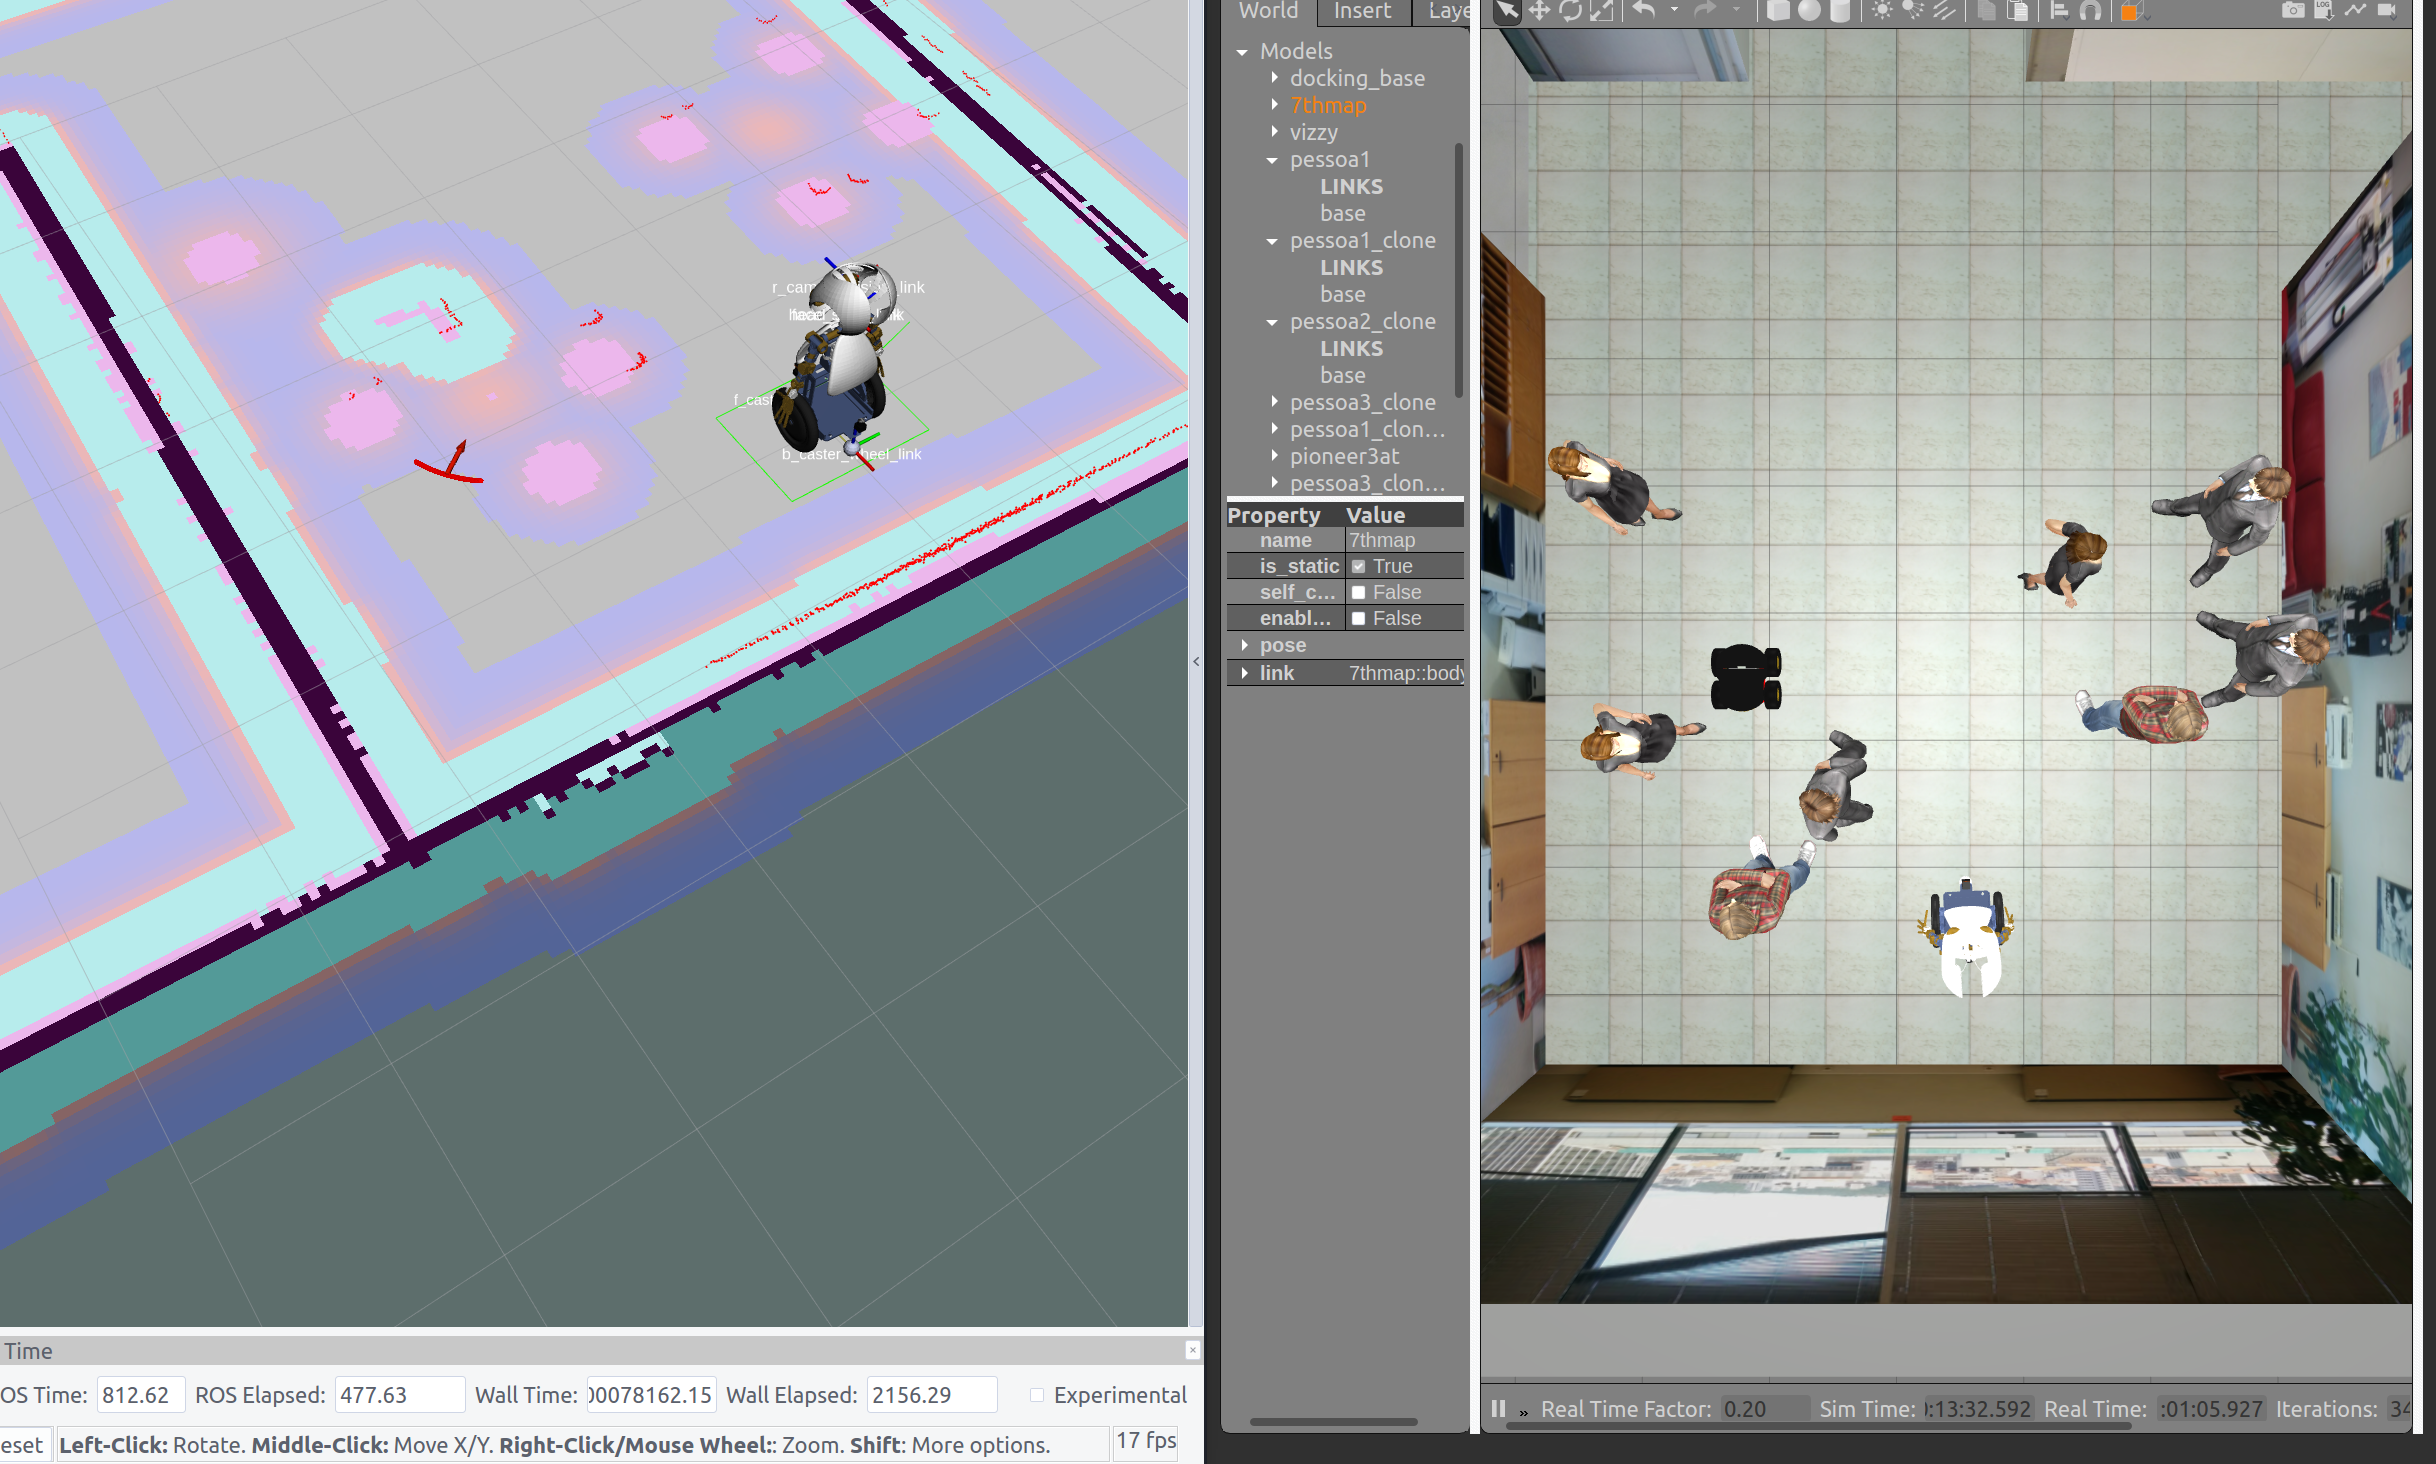 r_cam
link
link
f_cas
b_caster_wheel_link
Time
OS Time: 812.62 ROS Elapsed: 477.63 Wall Time: 00078162.15 Wall Elapsed: 2156.29 Experimental
eset Left-Click: Rotate. Middle-Click: Move X/Y. Right-Click/Mouse Wheel:: Zoom. Shift: More options. 17 fps
World Insert Laye
Models
docking_base
7thmap
vizzy
pessoa1
LINKS
base
pessoa1_clone
LINKS
base
pessoa2_clone
LINKS
base
pessoa3_clone
pessoa1_clon...
pioneer3at
pessoa3_clon...
Property Value
name 7thmap
is_static True
self_c... False
enabl... False
pose
link 7thmap::body
LOG
Real Time Factor: 0.20 Sim Time: :13:32.592 Real Time: :01:05.927 Iterations: 34